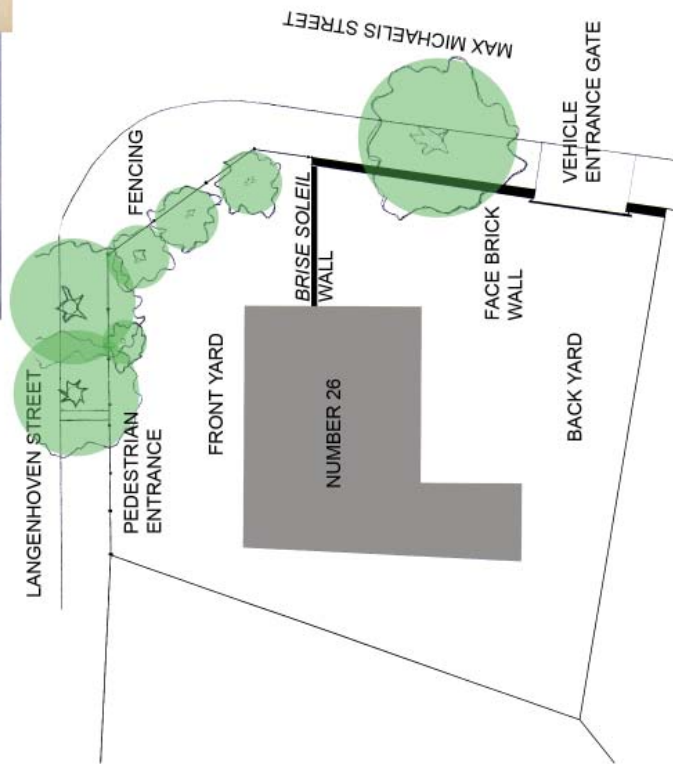 MAX MICHAELIS STREET
LANGENHOVEN STREET
FENCING
PEDESTRIAN
ENTRANCE
FRONT YARD
BRISE SOLEIL
WALL
VEHICLE
ENTRANCE GATE
FACE BRICK
WALL
NUMBER 26
BACK YARD